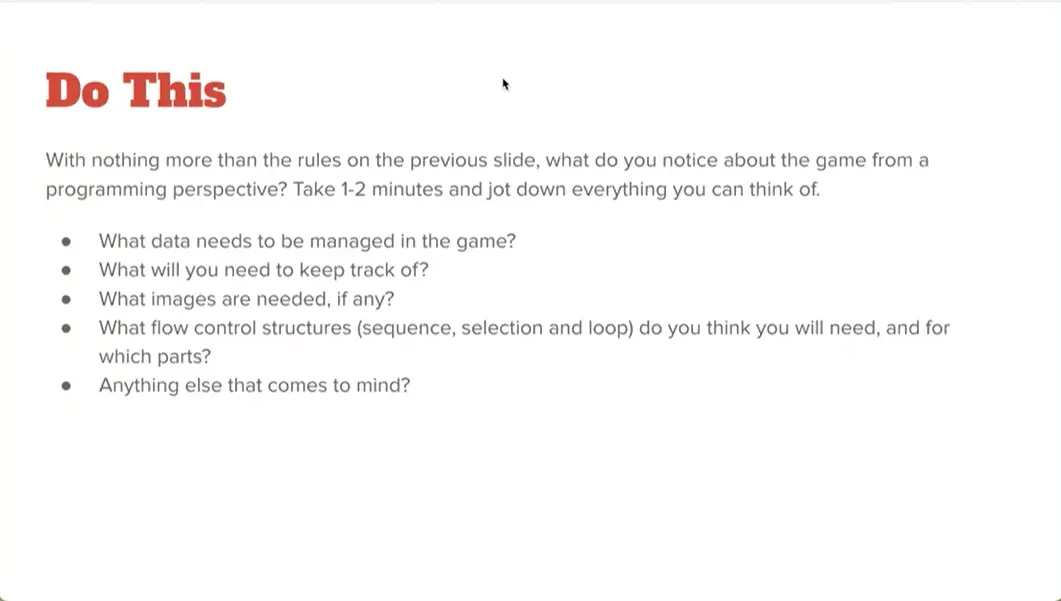 Do This
With nothing more than the rules on the previous slide, what do you notice about the game from a
programming perspective? Take 1-2 minutes and jot down everything you can think of.
● What data needs to be managed in the game?
● What will you need to keep track of?
● What images are needed, if any?
● What flow control structures (sequence, selection and loop) do you think you will need, and for
which parts?
● Anything else that comes to mind?